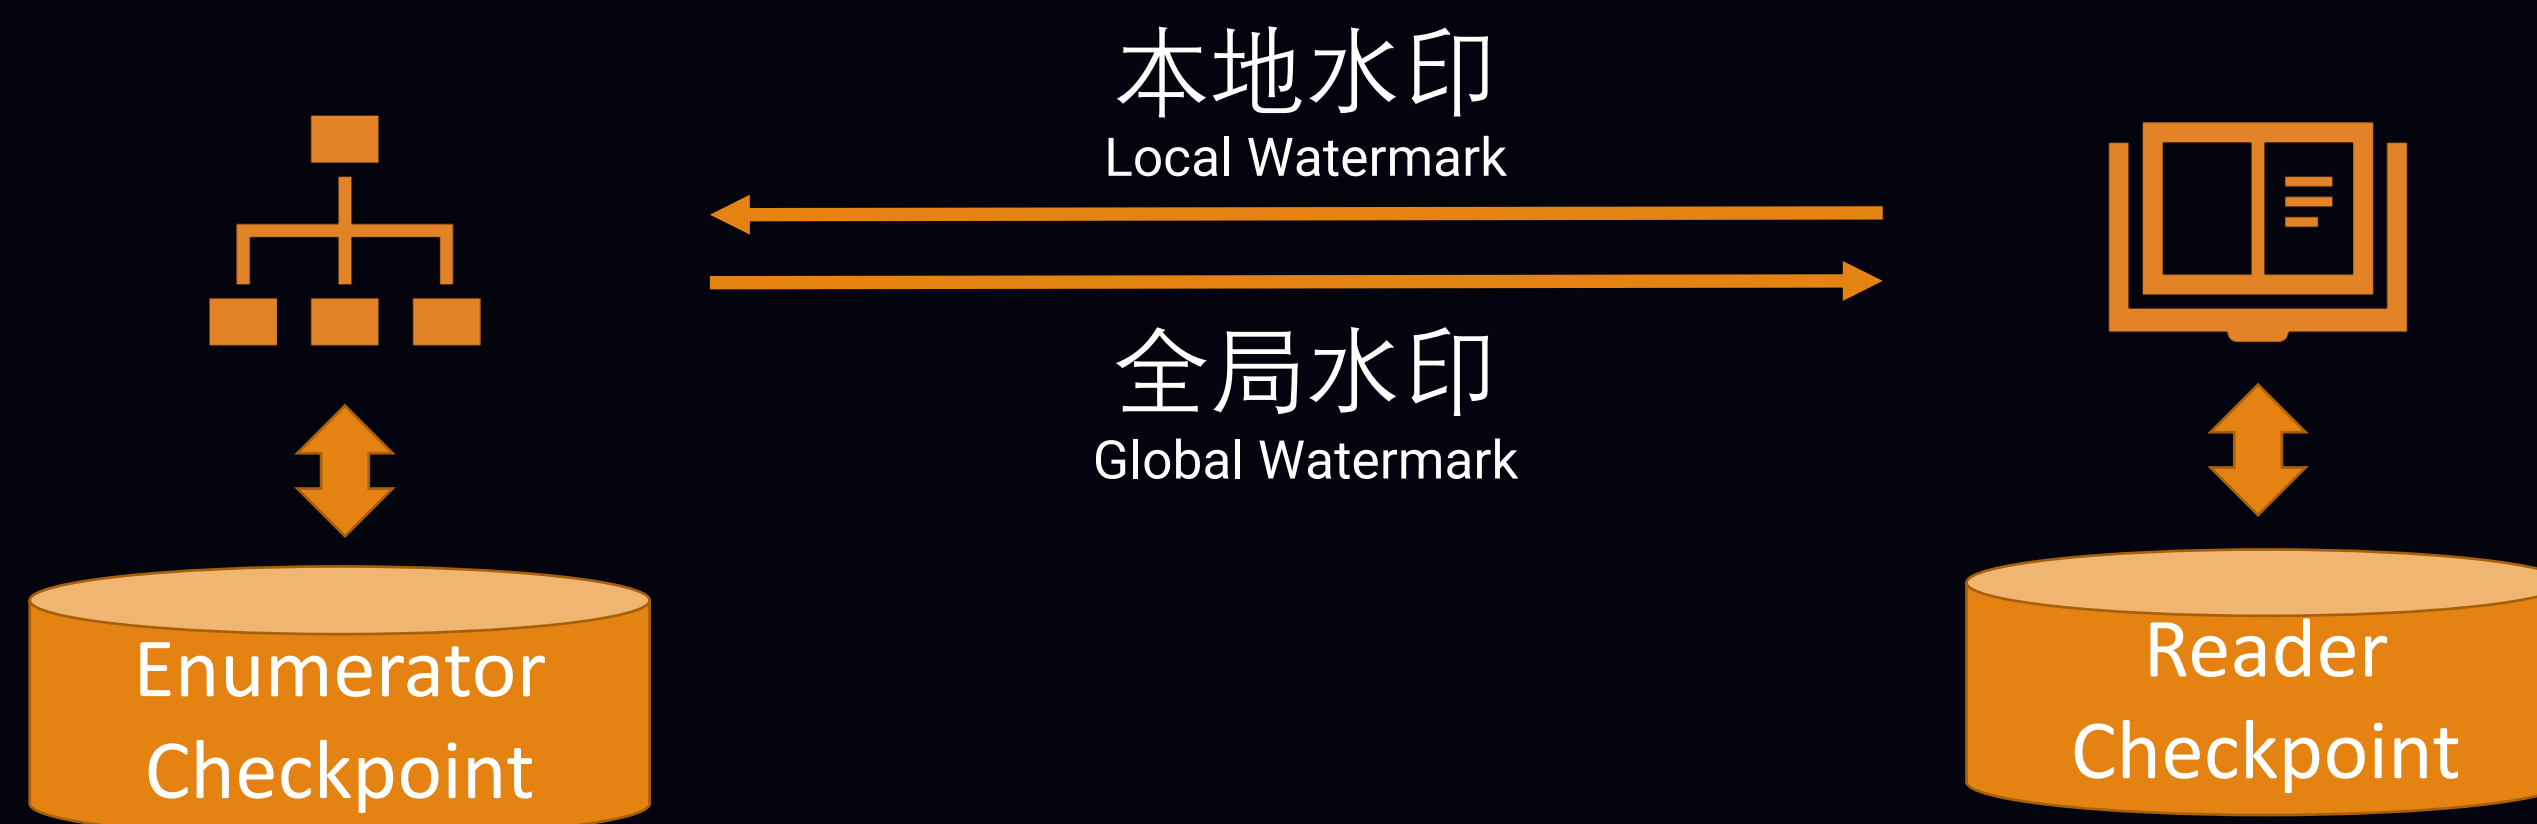 本地水印
Local Watermark
全局水印
Global Watermark
Enumerator
Checkpoint
Reader
Checkpoint